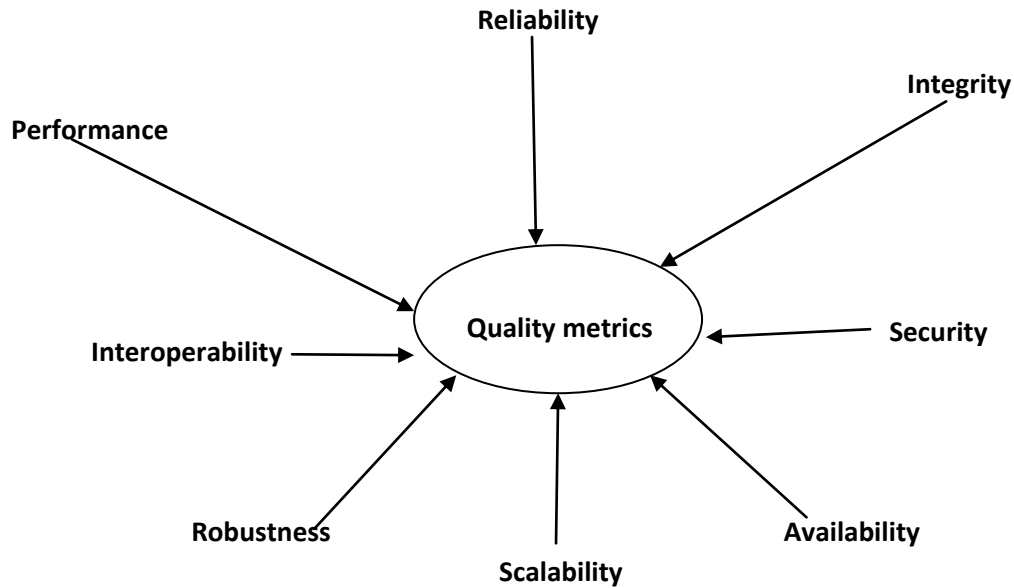 Reliability
Integrity
Performance
Quality metrics
Security
Interoperability
Robustness
Availability
Scalability